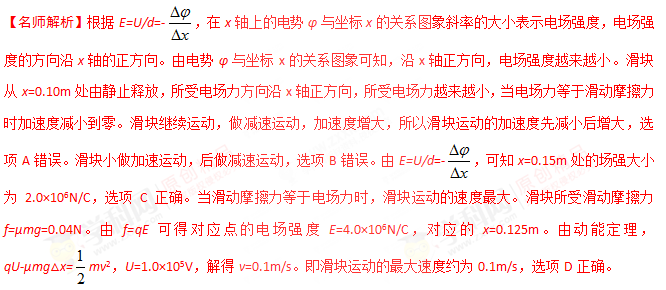 【名师解析】根据 E=U/d=-Δφ/Δx，在 x 轴上的电势 φ 与坐标 x 的关系图象斜率的大小表示电场强度，电场强
度的方向沿 x 轴的正方向。由电势 φ 与坐标 x 的关系图象可知，沿 x 轴正方向，电场强度越来越小。滑块
从 x=0.10m 处由静止释放，所受电场力方向沿 x 轴正方向，所受电场力越来越小，当电场力等于滑动摩擦力
时加速度减小到零。滑块继续运动，做减速运动，加速度增大，所以滑块运动的加速度先减小后增大，选
项 A 错误。滑块小做加速运动，后做减速运动，选项 B 错误。由 E=U/d=-Δφ/Δx，可知 x=0.15m 处的场强大小
为 2.0×10⁶N/C，选项 C 正确。当滑动摩擦力等于电场力时，滑块运动的速度最大。滑块所受滑动摩擦力
f=μmg=0.04N。由 f=qE 可得对应点的电场强度 E=4.0×10⁶N/C，对应的 x=0.125m。由动能定理，
qU-μmg△x=1/2 mv²，U=1.0×10⁵V，解得 v=0.1m/s。即滑块运动的最大速度约为 0.1m/s，选项 D 正确。